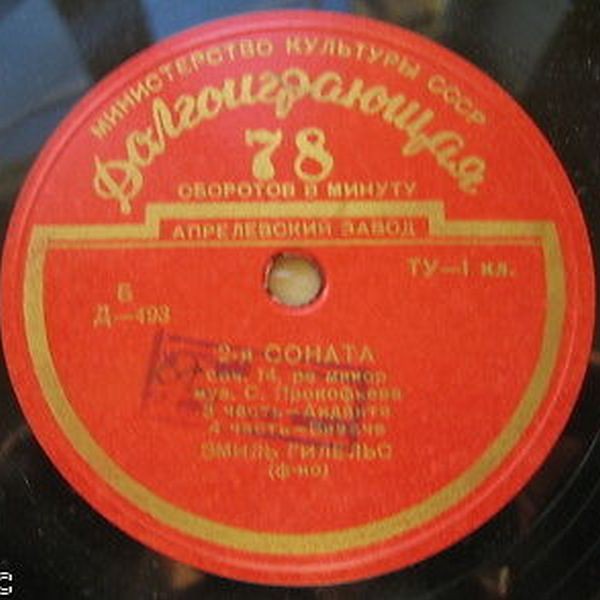 МИНИСТЕРСТВО КУЛЬТУРЫ СССР
Долгоиграющая
78
ОБОРОТОВ В МИНУТУ
АПРЕЛЕВСКИЙ ЗАВОД
ТУ—1 кл.
Б
Д—493
2-я СОНАТА
соч. 14, ре минор
муз. С. Прокофьева
3 часть—Анданте
4 часть—Виваче
ЭМИЛЬ ГИЛЕЛЬС
(ф-но)